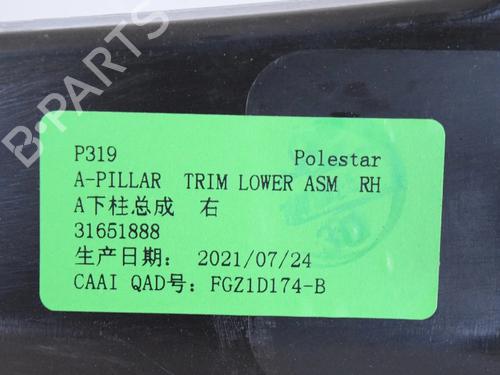 P319 Polestar
A-PILLAR TRIM LOWER ASM RH
A下柱总成 右
31651888
生产日期: 2021/07/24
CAAI QAD号: FGZ1D174-B
B-PARTS